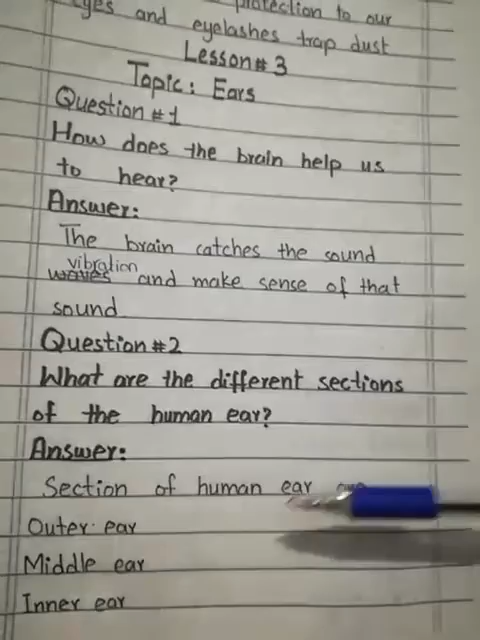 eyes and protection to our
and eyelashes trap dust
Lesson# 3
Topic: Ears
Question #1
How does the brain help us
to hear?
Answer:
The brain catches the sound
vibration
waves and make sense of that
sound
Question #2
What are the different sections
of the human ear?
Answer:
Section of human ear are
Outer ear
Middle ear
Inner ear